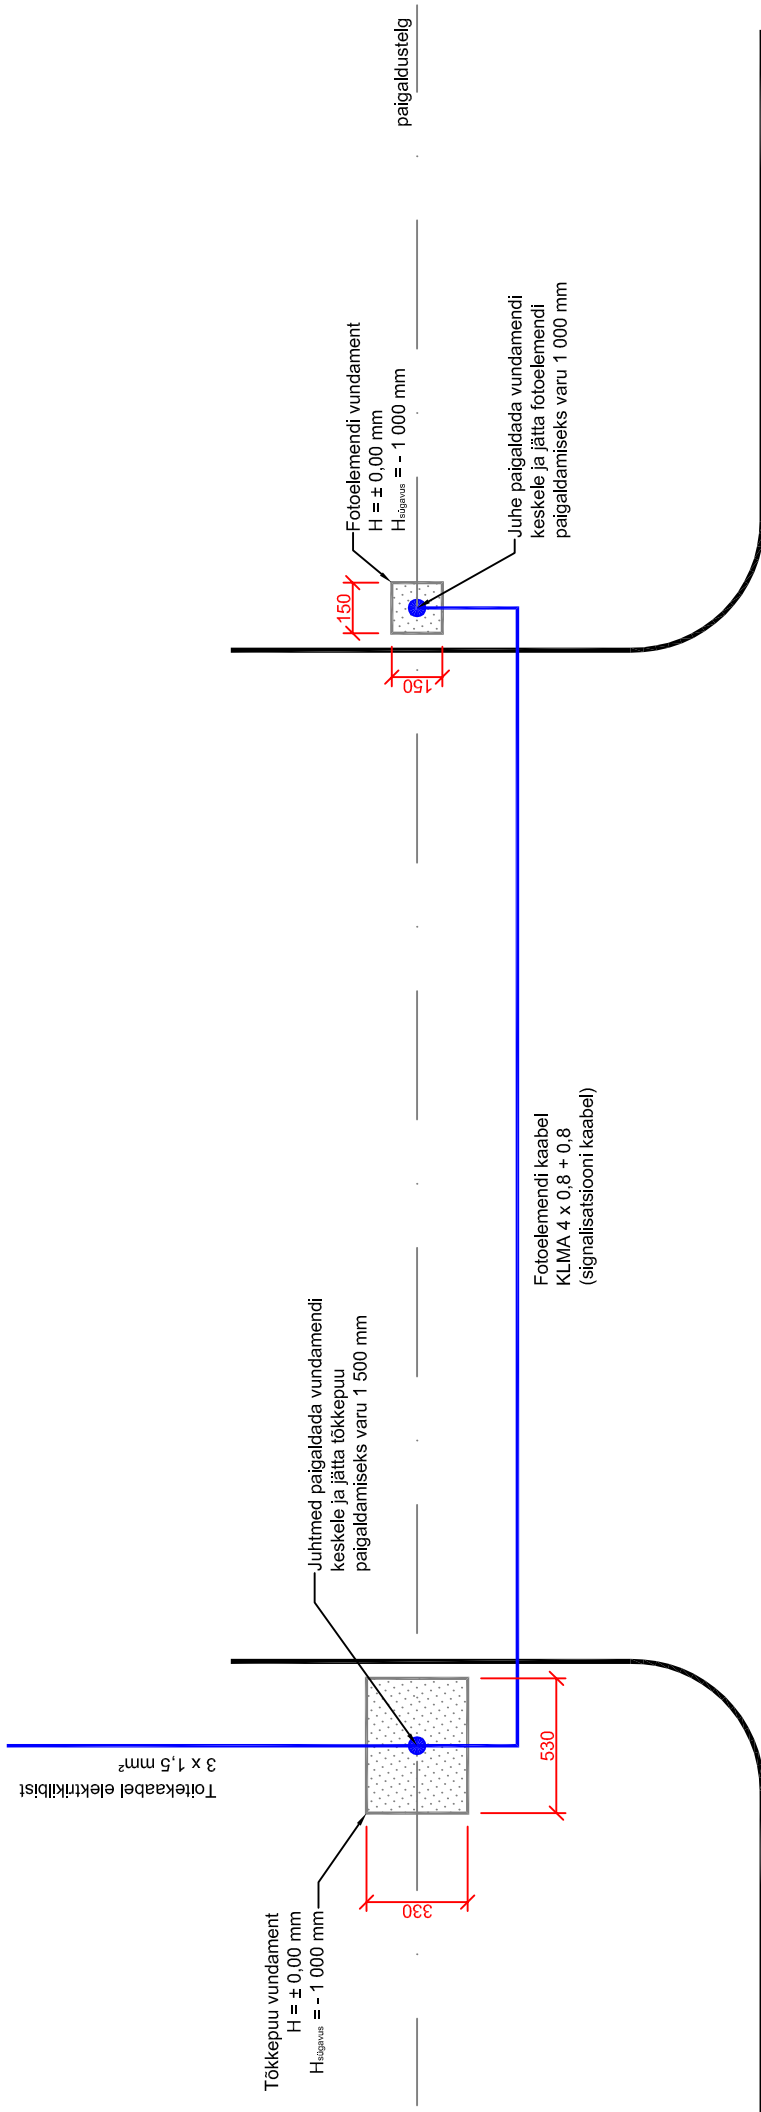 paigaldustelg
Fotoelemendi vundament
H = ± 0,00 mm
Hsügavus = - 1 000 mm
150
150
Juhe paigaldada vundamendi
keskele ja jätta fotoelemendi
paigaldamiseks varu 1 000 mm
Fotoelemendi kaabel
KLMA 4 x 0,8 + 0,8
(signalisatsiooni kaabel)
Juhtmed paigaldada vundamendi
keskele ja jätta tõkkepuu
paigaldamiseks varu 1 500 mm
Toitekaabel elektrikilbist
3 x 1,5 mm²
530
330
Tõkkepuu vundament
H = ± 0,00 mm
Hsügavus = - 1 000 mm